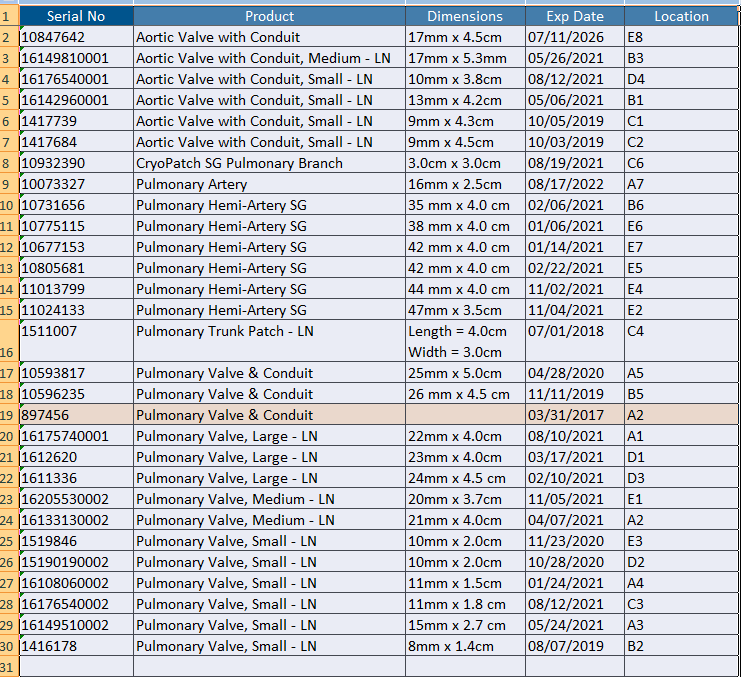 1 Serial No Product Dimensions Exp Date Location
2 10847642 Aortic Valve with Conduit 17mm x 4.5cm 07/11/2026 E8
3 16149810001 Aortic Valve with Conduit, Medium - LN 17mm x 5.3mm 05/26/2021 B3
4 16176540001 Aortic Valve with Conduit, Small - LN 10mm x 3.8cm 08/12/2021 D4
5 16142960001 Aortic Valve with Conduit, Small - LN 13mm x 4.2cm 05/06/2021 B1
6 1417739 Aortic Valve with Conduit, Small - LN 9mm x 4.3cm 10/05/2019 C1
7 1417684 Aortic Valve with Conduit, Small - LN 9mm x 4.5cm 10/03/2019 C2
8 10932390 CryoPatch SG Pulmonary Branch 3.0cm x 3.0cm 08/19/2021 C6
9 10073327 Pulmonary Artery 16mm x 2.5cm 08/17/2022 A7
10 10731656 Pulmonary Hemi-Artery SG 35 mm x 4.0 cm 02/06/2021 B6
11 10775115 Pulmonary Hemi-Artery SG 38 mm x 4.0 cm 01/06/2021 E6
12 10677153 Pulmonary Hemi-Artery SG 42 mm x 4.0 cm 01/14/2021 E7
13 10805681 Pulmonary Hemi-Artery SG 42 mm x 4.0 cm 02/22/2021 E5
14 11013799 Pulmonary Hemi-Artery SG 44 mm x 4.0 cm 11/02/2021 E4
15 11024133 Pulmonary Hemi-Artery SG 47mm x 3.5cm 11/04/2021 E2
1511007 Pulmonary Trunk Patch - LN Length = 4.0cm 07/01/2018 C4
16 Width = 3.0cm
17 10593817 Pulmonary Valve & Conduit 25mm x 5.0cm 04/28/2020 A5
18 10596235 Pulmonary Valve & Conduit 26 mm x 4.5 cm 11/11/2019 B5
19 897456 Pulmonary Valve & Conduit 03/31/2017 A2
20 16175740001 Pulmonary Valve, Large - LN 22mm x 4.0cm 08/10/2021 A1
21 1612620 Pulmonary Valve, Large - LN 23mm x 4.0cm 03/17/2021 D1
22 1611336 Pulmonary Valve, Large - LN 24mm x 4.5 cm 02/10/2021 D3
23 16205530002 Pulmonary Valve, Medium - LN 20mm x 3.7cm 11/05/2021 E1
24 16133130002 Pulmonary Valve, Medium - LN 21mm x 4.0cm 04/07/2021 A2
25 1519846 Pulmonary Valve, Small - LN 10mm x 2.0cm 11/23/2020 E3
26 15190190002 Pulmonary Valve, Small - LN 10mm x 2.0cm 10/28/2020 D2
27 16108060002 Pulmonary Valve, Small - LN 11mm x 1.5cm 01/24/2021 A4
28 16176540002 Pulmonary Valve, Small - LN 11mm x 1.8 cm 08/12/2021 C3
29 16149510002 Pulmonary Valve, Small - LN 15mm x 2.7 cm 05/24/2021 A3
30 1416178 Pulmonary Valve, Small - LN 8mm x 1.4cm 08/07/2019 B2
31